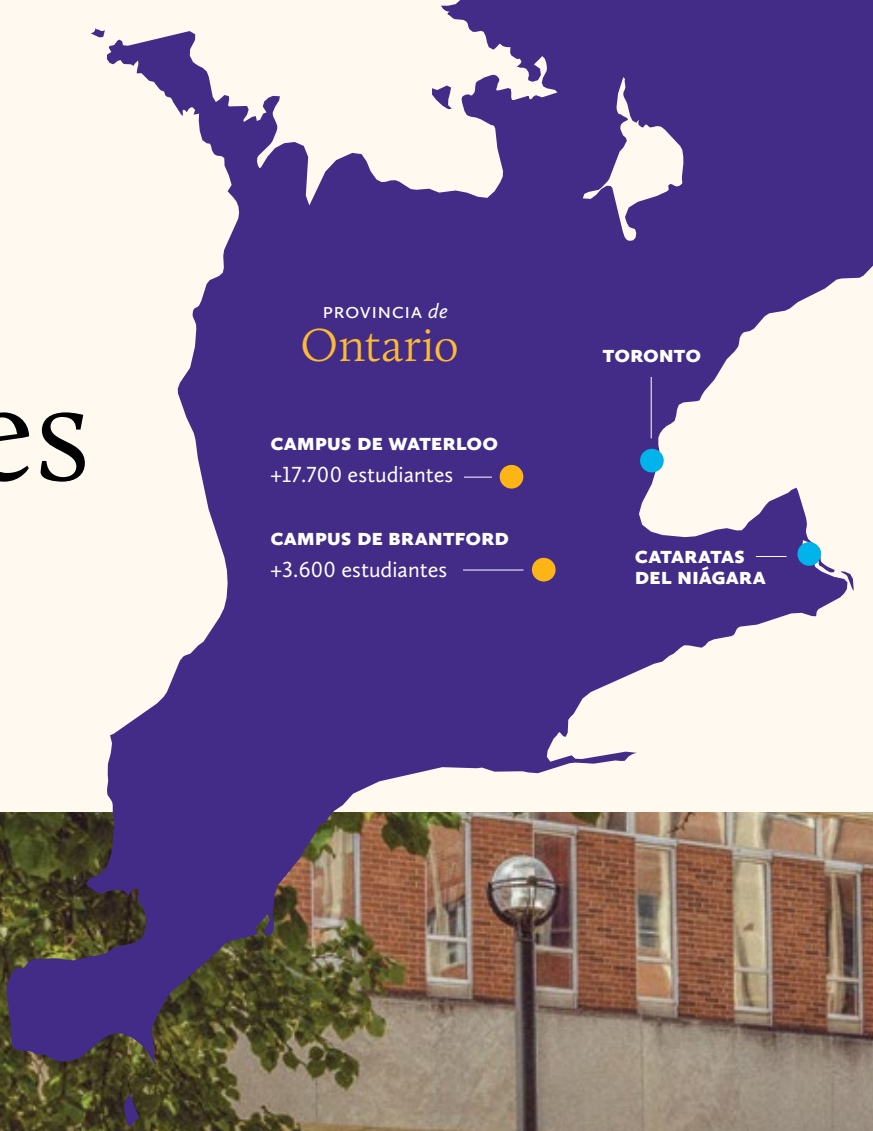 PROVINCIA de
Ontario
TORONTO
es
CAMPUS DE WATERLOO
+17.700 estudiantes
CAMPUS DE BRANTFORD
+3.600 estudiantes
CATARATAS
DEL NIÁGARA